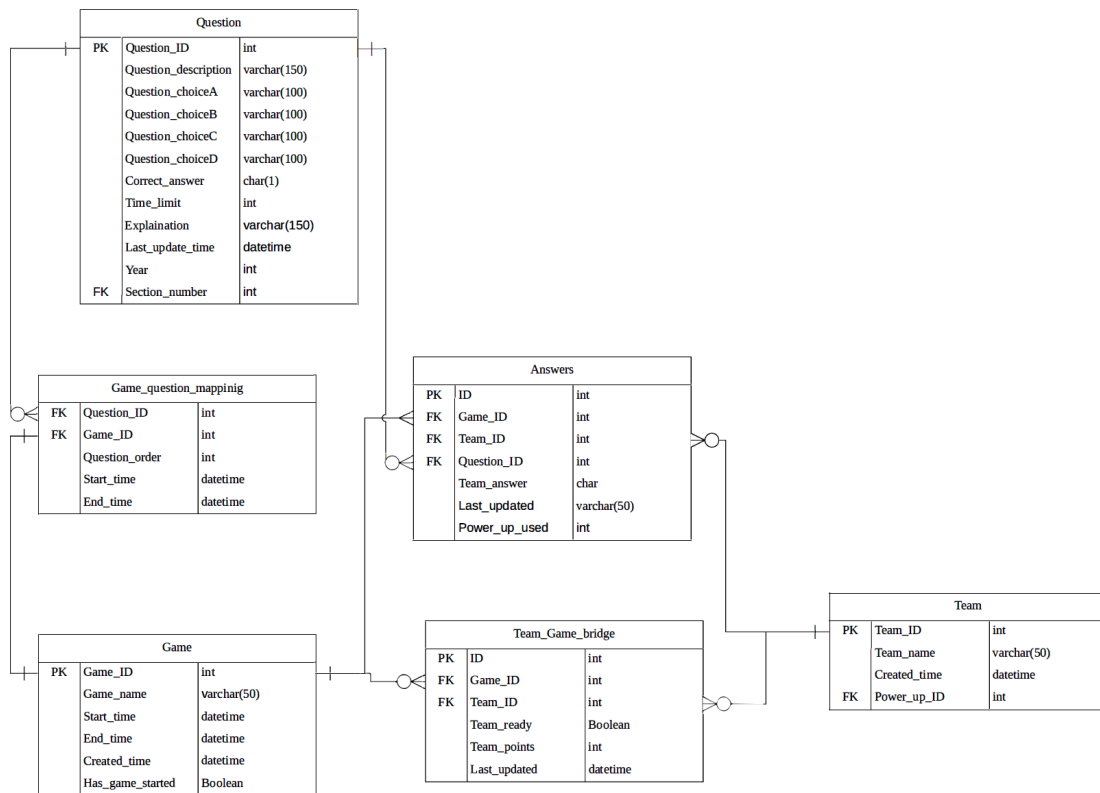 Question
PK Question_ID int
Question_description varchar(150)
Question_choiceA varchar(100)
Question_choiceB varchar(100)
Question_choiceC varchar(100)
Question_choiceD varchar(100)
Correct_answer char(1)
Time_limit int
Explaination varchar(150)
Last_update_time datetime
Year int
FK Section_number int
Game_question_mappinig
FK Question_ID int
FK Game_ID int
Question_order int
Start_time datetime
End_time datetime
Answers
PK ID int
FK Game_ID int
FK Team_ID int
FK Question_ID int
Team_answer char
Last_updated varchar(50)
Power_up_used int
Game
PK Game_ID int
Game_name varchar(50)
Start_time datetime
End_time datetime
Created_time datetime
Has_game_started Boolean
Team_Game_bridge
PK ID int
FK Game_ID int
FK Team_ID int
Team_ready Boolean
Team_points int
Last_updated datetime
Team
PK Team_ID int
Team_name varchar(50)
Created_time datetime
FK Power_up_ID int